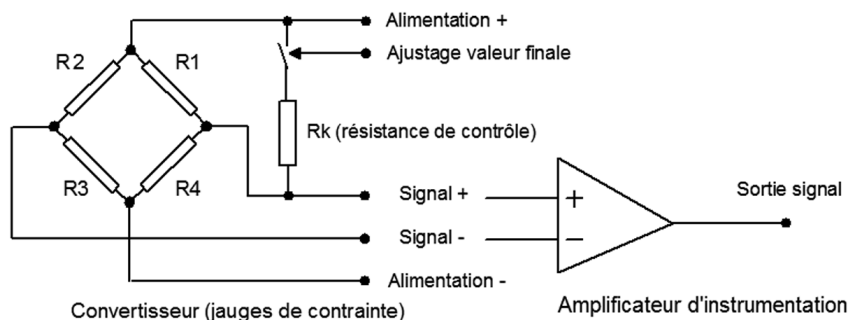 Alimentation +
R2
R1
Ajustage valeur finale
Rk (résistance de contrôle)
R3
R4
Signal +
+
Sortie signal
Signal -
−
Alimentation -
Convertisseur (jauges de contrainte)
Amplificateur d'instrumentation